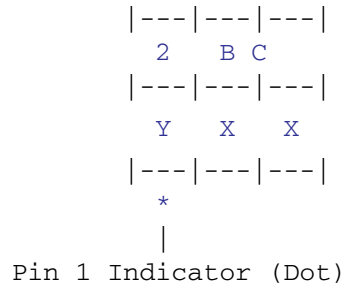 |---|---|---|
2 B C
|---|---|---|
Y X X
|---|---|---|
*
|
Pin 1 Indicator (Dot)